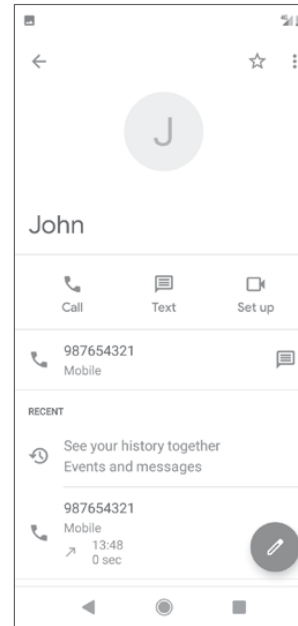 4G
J
John
Call Text Set up
987654321
Mobile
RECENT
See your history together
Events and messages
987654321
Mobile
13:48
0 sec